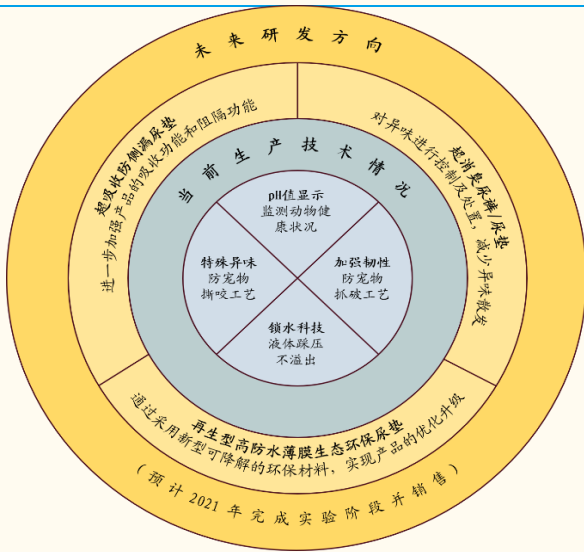 未来研发方向
超吸收防侧漏尿垫
进一步加强产品的吸收功能和阻隔功能
超消臭尿裤/尿垫
对异味进行控制及处置，减少异味散发
当前生产技术情况
pH值显示
监测动物健
康状况
特殊异味
防宠物
撕咬工艺
加强韧性
防宠物
抓破工艺
锁水科技
液体踩压
不溢出
再生型高防水薄膜生态环保尿垫
通过采用新型可降解的环保材料，实现产品的优化升级
（预计2021年完成实验阶段并销售）